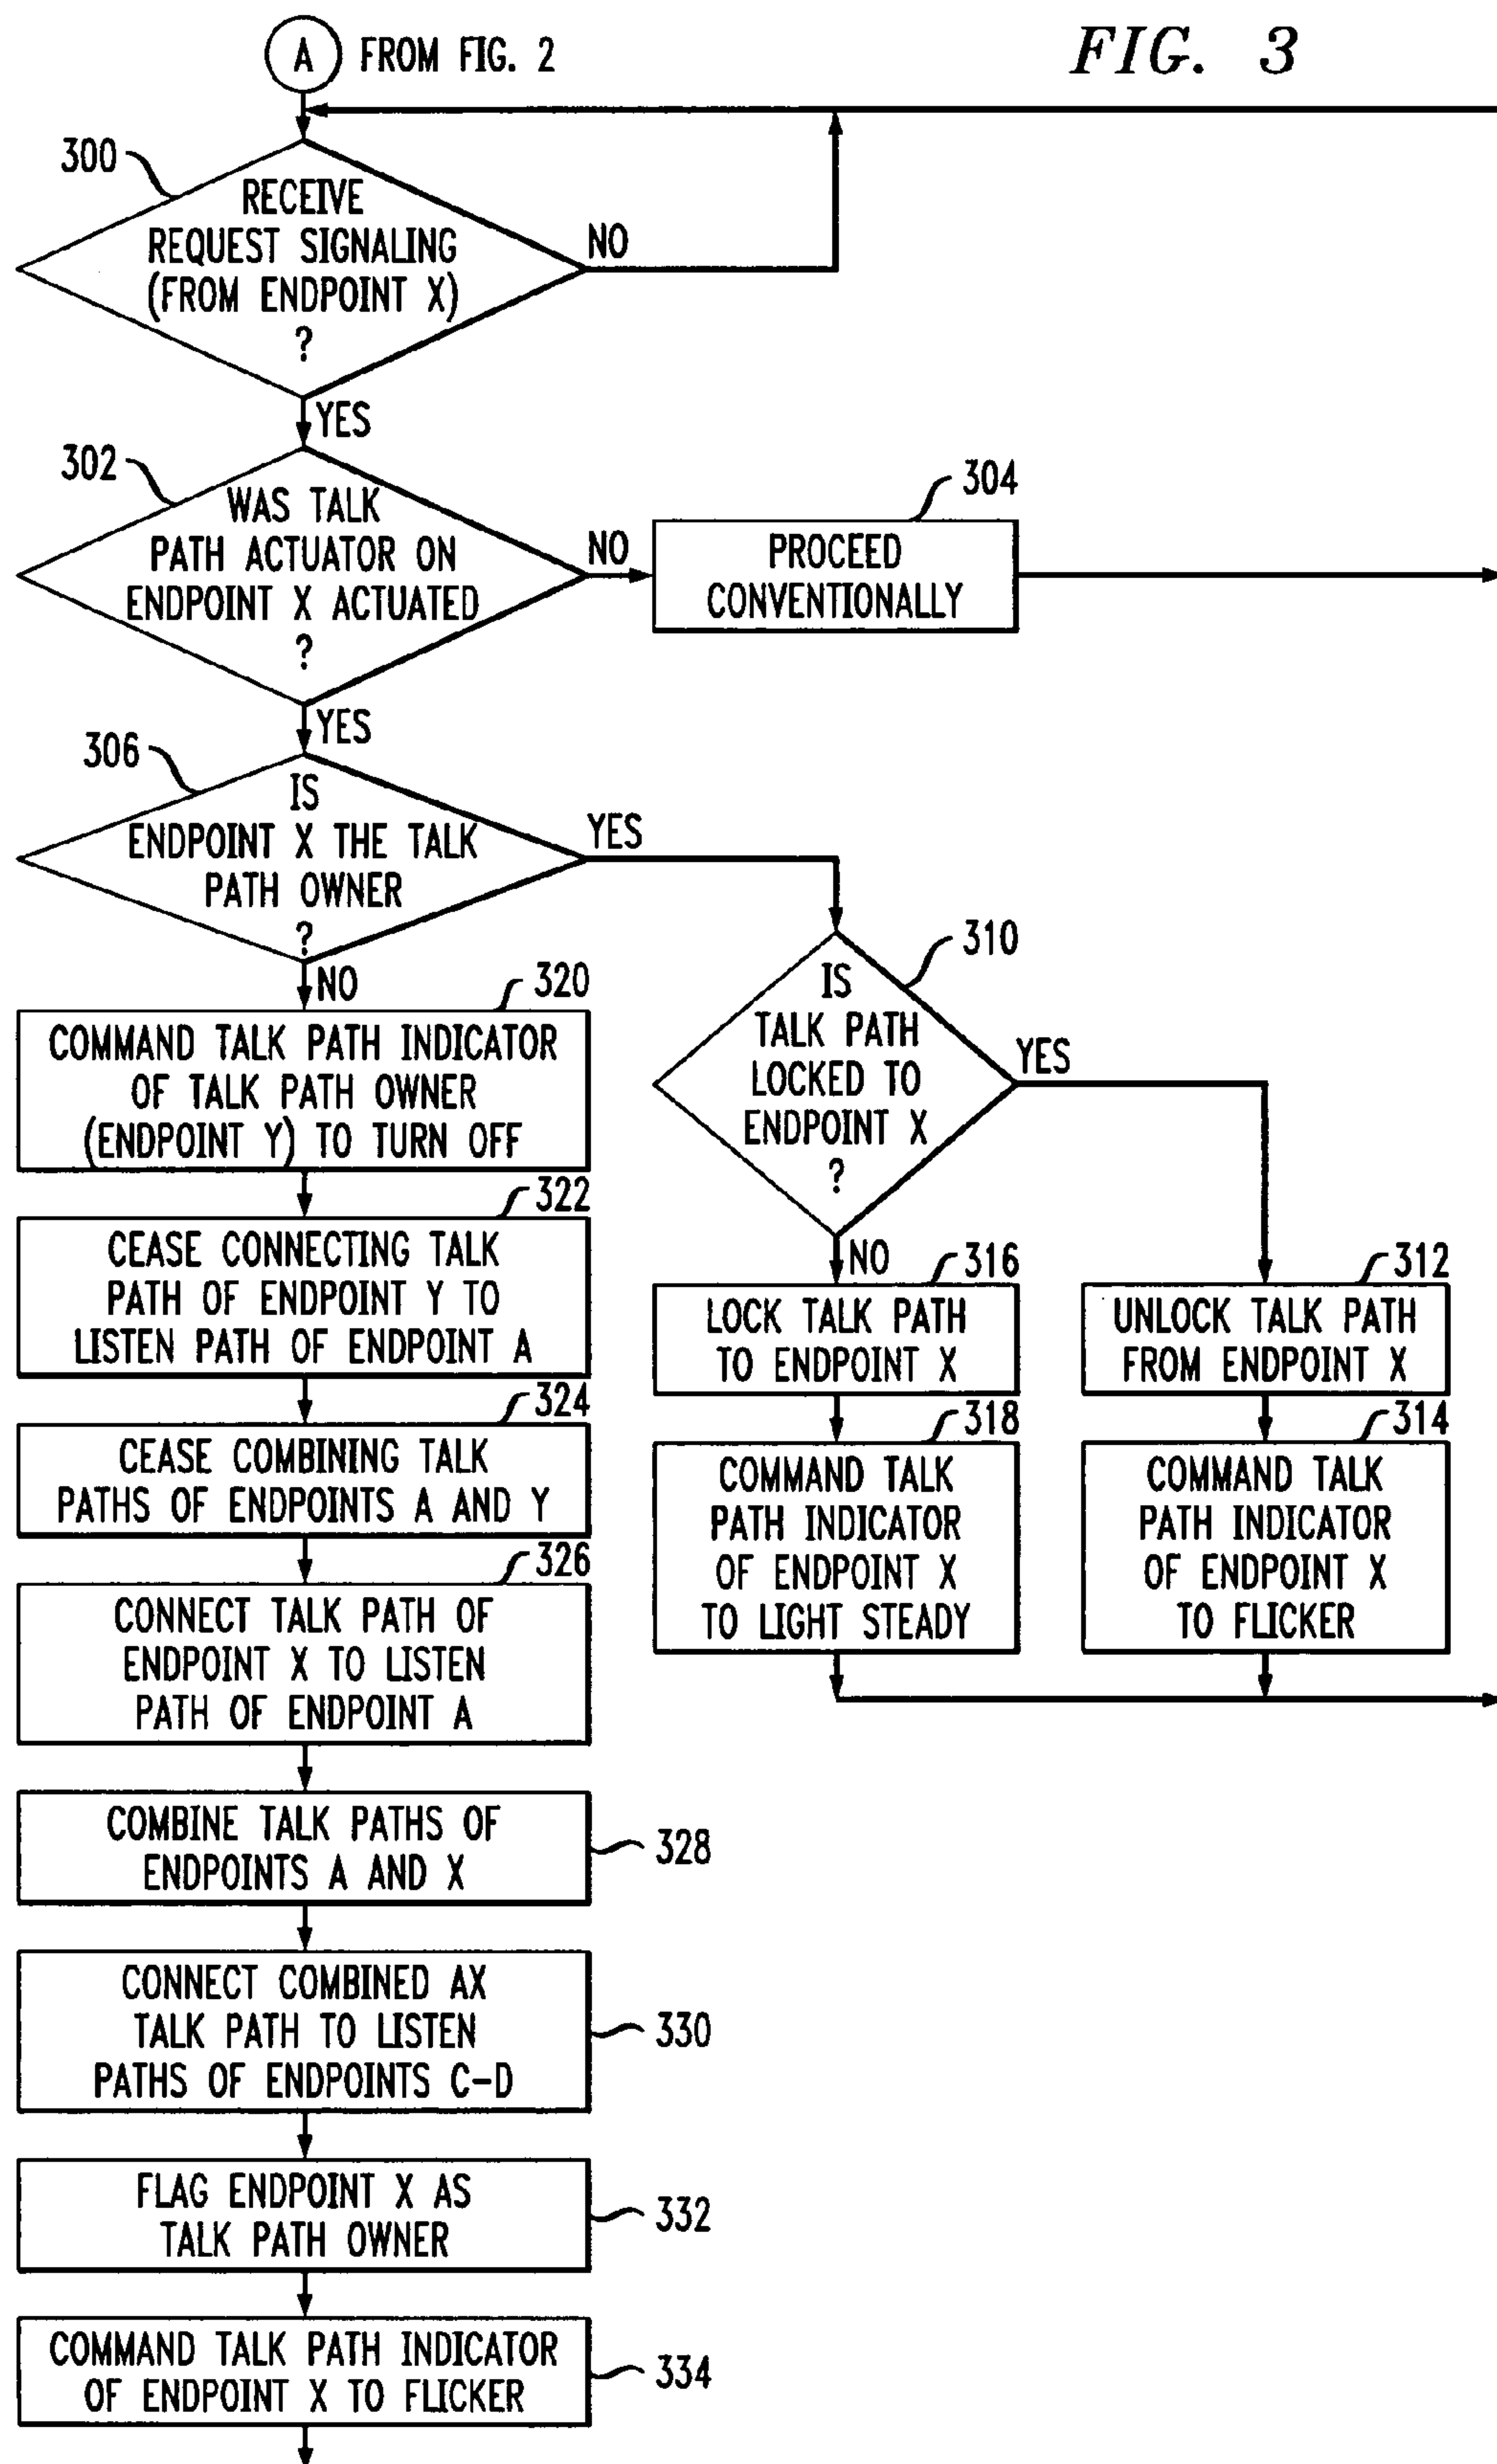 A FROM FIG. 2
FIG. 3
300
RECEIVE
REQUEST SIGNALING
(FROM ENDPOINT X)
?
NO
YES
302
WAS TALK
PATH ACTUATOR ON
ENDPOINT X ACTUATED
?
NO
304
PROCEED
CONVENTIONALLY
YES
306
IS
ENDPOINT X THE TALK
PATH OWNER
?
YES
NO
310
IS
TALK PATH
LOCKED TO
ENDPOINT X
?
YES
NO
320
COMMAND TALK PATH INDICATOR
OF TALK PATH OWNER
(ENDPOINT Y) TO TURN OFF
322
CEASE CONNECTING TALK
PATH OF ENDPOINT Y TO
LISTEN PATH OF ENDPOINT A
316
LOCK TALK PATH
TO ENDPOINT X
312
UNLOCK TALK PATH
FROM ENDPOINT X
324
CEASE COMBINING TALK
PATHS OF ENDPOINTS A AND Y
318
COMMAND TALK
PATH INDICATOR
OF ENDPOINT X
TO LIGHT STEADY
314
COMMAND TALK
PATH INDICATOR
OF ENDPOINT X
TO FLICKER
326
CONNECT TALK PATH OF
ENDPOINT X TO LISTEN
PATH OF ENDPOINT A
COMBINE TALK PATHS OF
ENDPOINTS A AND X
328
CONNECT COMBINED AX
TALK PATH TO LISTEN
PATHS OF ENDPOINTS C-D
330
FLAG ENDPOINT X AS
TALK PATH OWNER
332
COMMAND TALK PATH INDICATOR
OF ENDPOINT X TO FLICKER
334